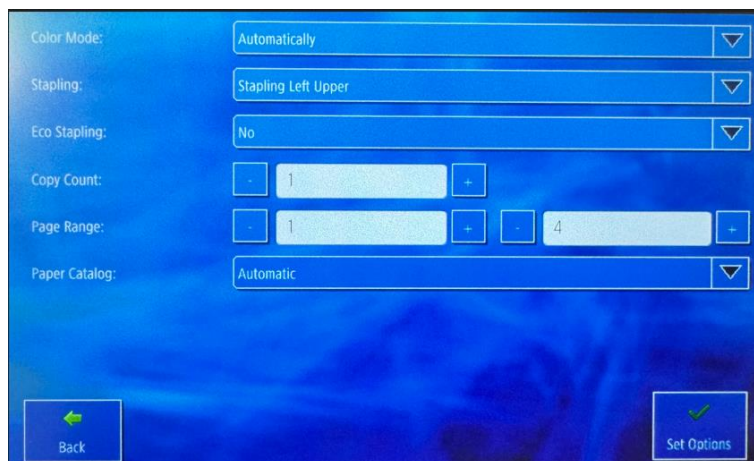 Color Mode: Automatically
Stapling: Stapling Left Upper
Eco Stapling: No
Copy Count: - 1 +
Page Range: - 1 + - 4 +
Paper Catalog: Automatic
Back
Set Options